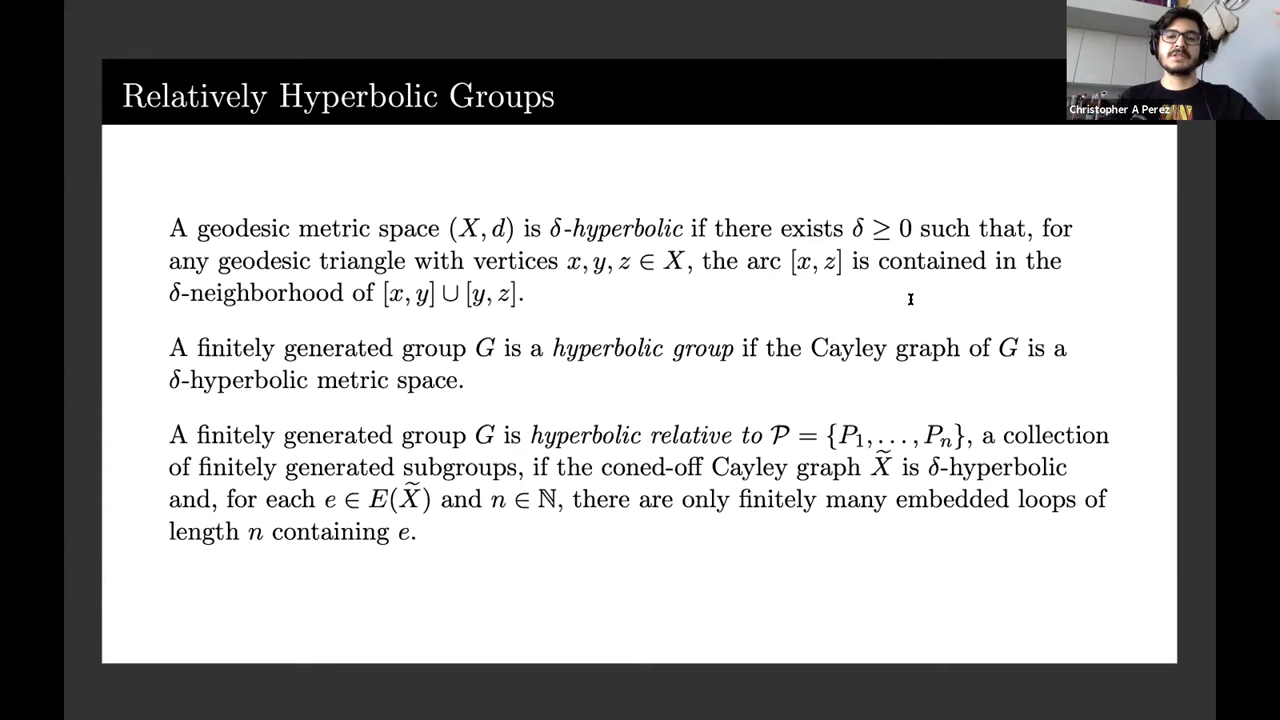 Relatively Hyperbolic Groups
Christopher A Perez
A geodesic metric space (X, d) is δ-hyperbolic if there exists δ ≥ 0 such that, for
any geodesic triangle with vertices x, y, z ∈ X, the arc [x, z] is contained in the
δ-neighborhood of [x, y] ∪ [y, z].
A finitely generated group G is a hyperbolic group if the Cayley graph of G is a
δ-hyperbolic metric space.
A finitely generated group G is hyperbolic relative to 𝒫 = {P₁, . . . , Pₙ}, a collection
of finitely generated subgroups, if the coned-off Cayley graph X̃ is δ-hyperbolic
and, for each e ∈ E(X̃) and n ∈ ℕ, there are only finitely many embedded loops of
length n containing e.